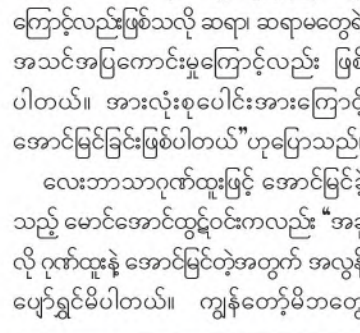 ကြောင့်လည်းဖြစ်သလို ဆရာ၊ ဆရာမတွေရဲ့
အသင်အပြကောင်းမှုကြောင့်လည်း ဖြစ်
ပါတယ်။ အားလုံးစုပေါင်းအားကြောင့်
အောင်မြင်ခြင်းဖြစ်ပါတယ်”ဟုပြောသည်။
လေးဘာသာဂုဏ်ထူးဖြင့် အောင်မြင်ခဲ့
သည့် မောင်အောင်ထွဋ်ဝင်းကလည်း “အခု
လို ဂုဏ်ထူးနဲ့ အောင်မြင်တဲ့အတွက် အလွန်
ပျော်ရွှင်မိပါတယ်။ ကျွန်တော့်မိဘတွေ